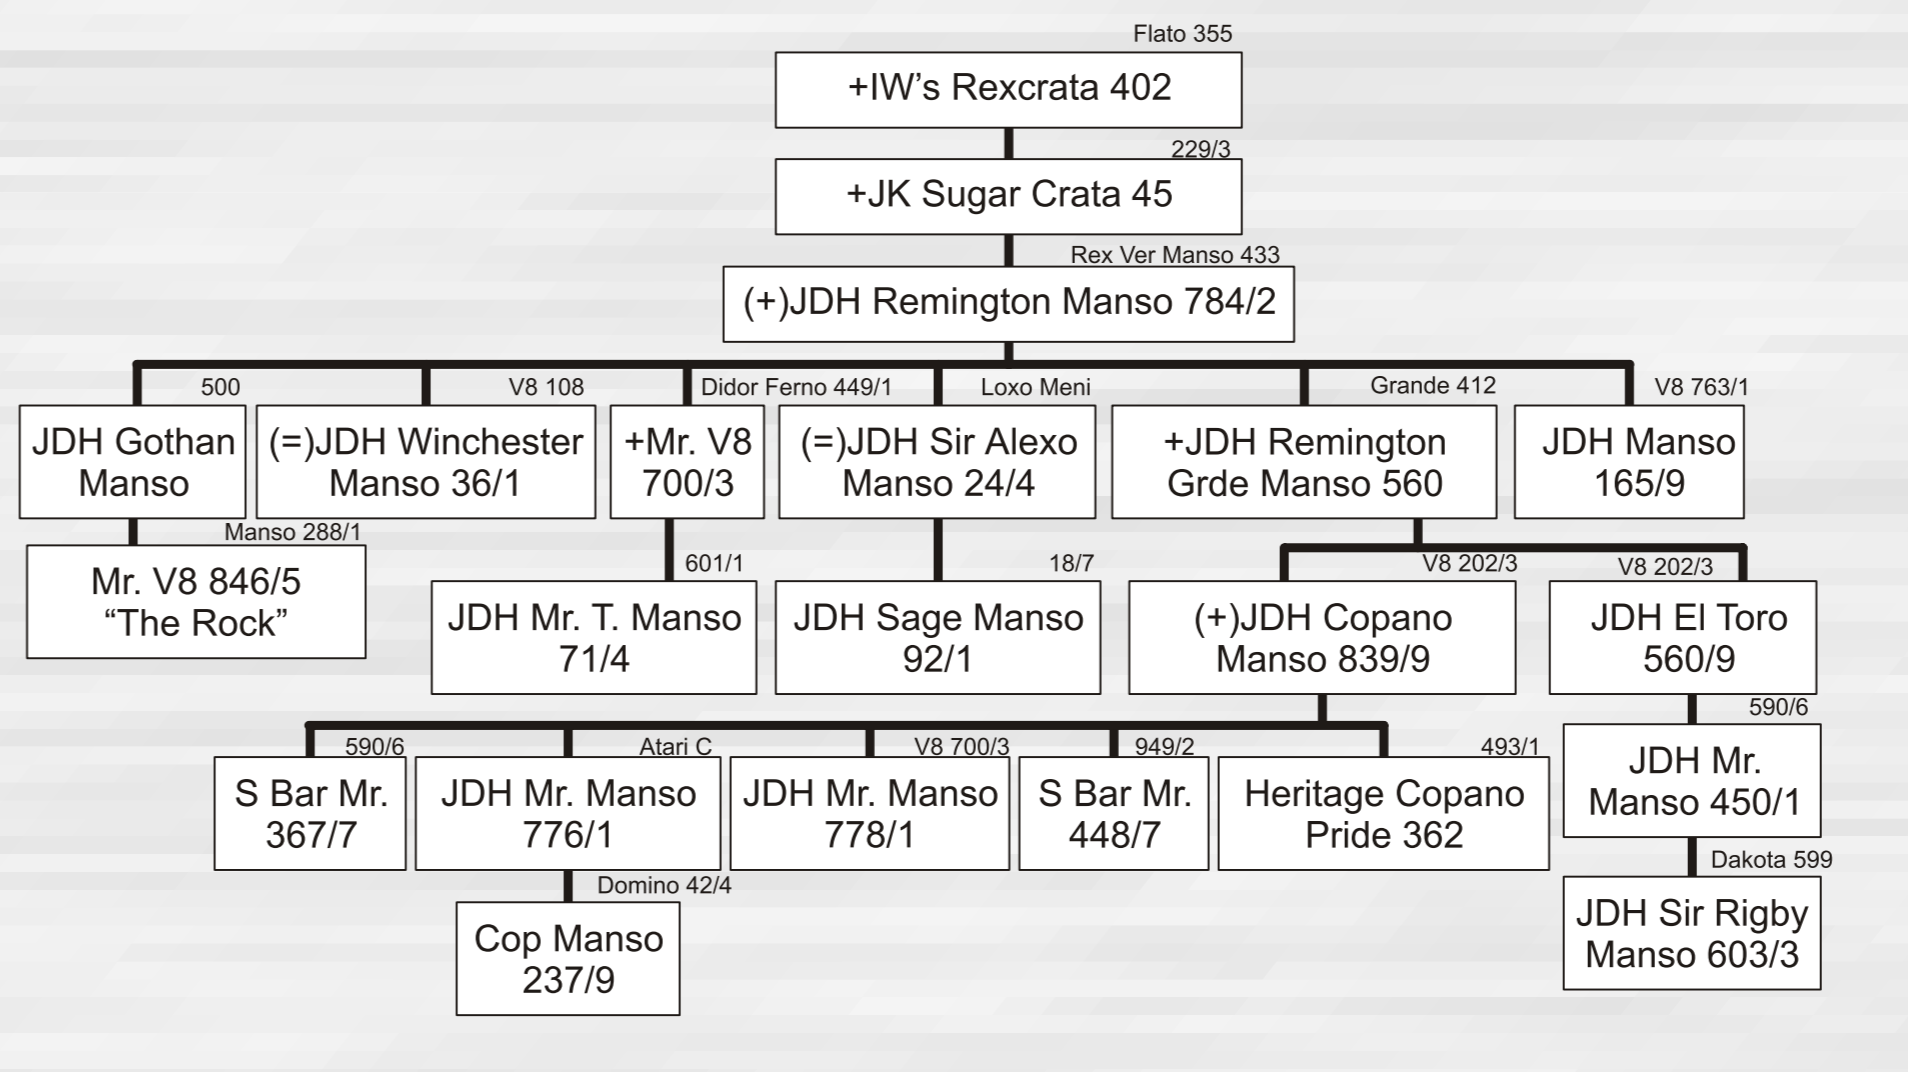 Flato 355
+IW’s Rexcrata 402
229/3
+JK Sugar Crata 45
Rex Ver Manso 433
(+)JDH Remington Manso 784/2
500
JDH Gothan
Manso
V8 108
(=)JDH Winchester
Manso 36/1
Didor Ferno 449/1
+Mr. V8
700/3
Loxo Meni
(=)JDH Sir Alexo
Manso 24/4
Grande 412
+JDH Remington
Grde Manso 560
V8 763/1
JDH Manso
165/9
Manso 288/1
Mr. V8 846/5
“The Rock”
601/1
JDH Mr. T. Manso
71/4
18/7
JDH Sage Manso
92/1
V8 202/3
(+)JDH Copano
Manso 839/9
V8 202/3
JDH El Toro
560/9
590/6
S Bar Mr.
367/7
Atari C
JDH Mr. Manso
776/1
V8 700/3
JDH Mr. Manso
778/1
949/2
S Bar Mr.
448/7
493/1
Heritage Copano
Pride 362
590/6
JDH Mr.
Manso 450/1
Domino 42/4
Cop Manso
237/9
Dakota 599
JDH Sir Rigby
Manso 603/3